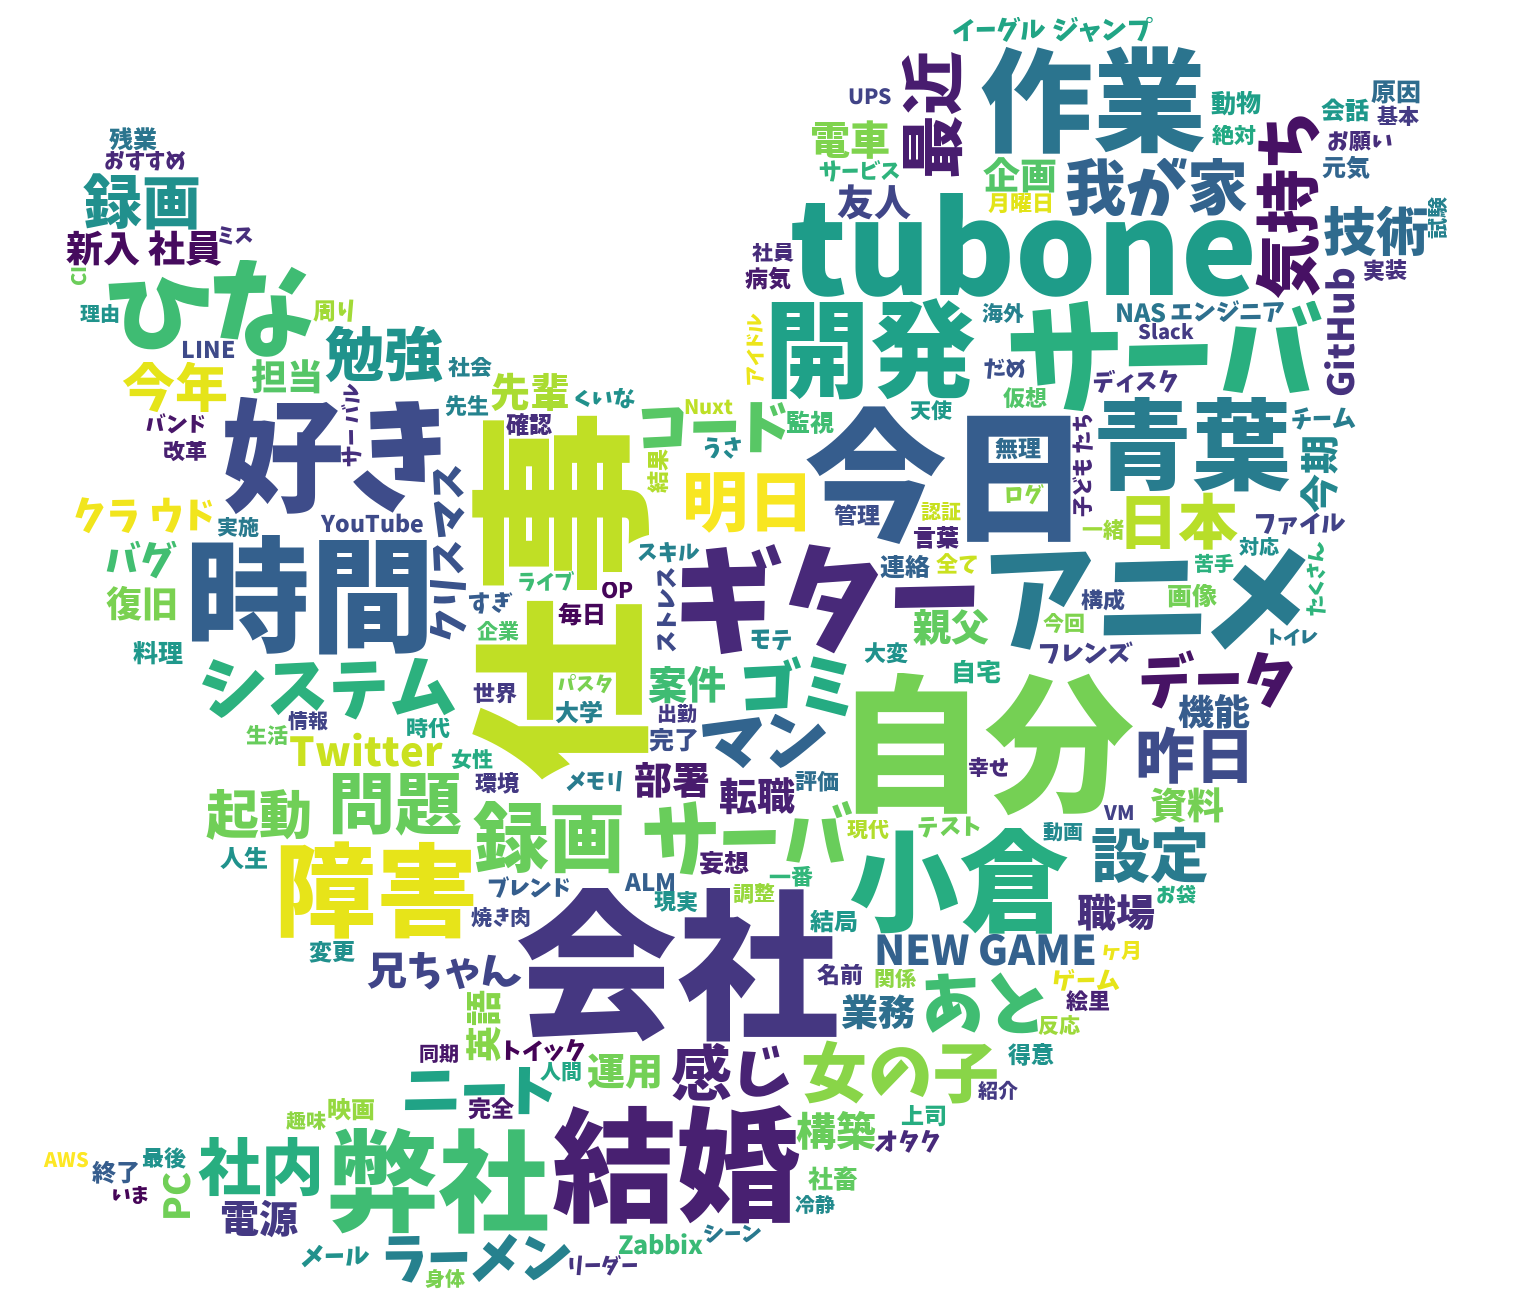 イーグル ジャンプ
作業
最近
UPS
動物
原因
会話
基本
残業
電車
絶対
気持ち
お願い
おすすめ
サービス
企画
我が家
元気
録画
友人
月曜日
tubone
技術
試験
新入 社員
ミス
社員
病気
実装
CI
ひな
GitHub
理由
周り
開発
海外
サーバ
NAS
エンジニア
Slack
LINE
勉強
アイドル
社会
だめ
ディスク
今年
担当
先輩
くいな
仮想
好き
サー バル
先生
確認
コード
Nuxt
監視
天使
今日
子どもたち
青葉
チーム
バンド
改革
仕事
うさ
無理
今期
結果
明日
ログ
クラ ウド
実施
YouTube
クリス マス
管理
認証
言葉
一緒
日本
ファイル
バグ
時間
スキル
ギター
連絡
全て
アニメ
対応
苦手
たくさん
復旧
ライブ
OP
ストレス
すぎ
毎日
構成
画像
企業
親父
今回
料理
モテ
大変
フレンズ
トイレ
システム
世界
パスタ
案件
ゴミ
自宅
データ
情報
時代
大学
出勤
マン
自分
機能
生活
Twitter
女性
完了
昨日
環境
メモリ
部署
転職
評価
幸せ
起動
問題
録画 サーバ
現代
テスト
VM
資料
動画
人生
障害
妄想
小倉
設定
ブレンド
ALM
一番
現実
調整
お袋
焼き肉
会社
結局
職場
変更
NEW GAME
ヶ月
兄ちゃん
名前
関係
ゲーム
英語
業務
あと
絵里
反応
同期
トイック
感じ
女の子
得意
人間
運用
ニート
紹介
完全
映画
趣味
結婚
構築
上司
オタク
弊社
社内
最後
AWS
終了
いま
PC
電源
社畜
冷静
メール
ラーメン
Zabbix
シーン
リーダー
身体